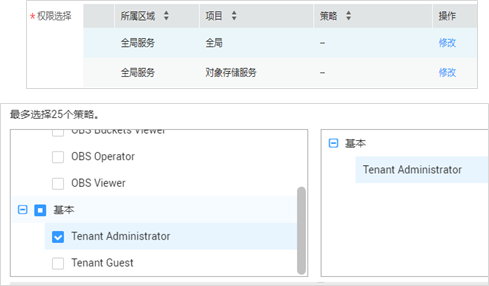 *权限选择 所属区域 项目 策略 操作
全局服务 全局 -- 修改
全局服务 对象存储服务 -- 修改
最多选择25个策略。
OBS Buckets Viewer
OBS Operator
OBS Viewer
基本
Tenant Administrator
Tenant Guest
基本
Tenant Administrator